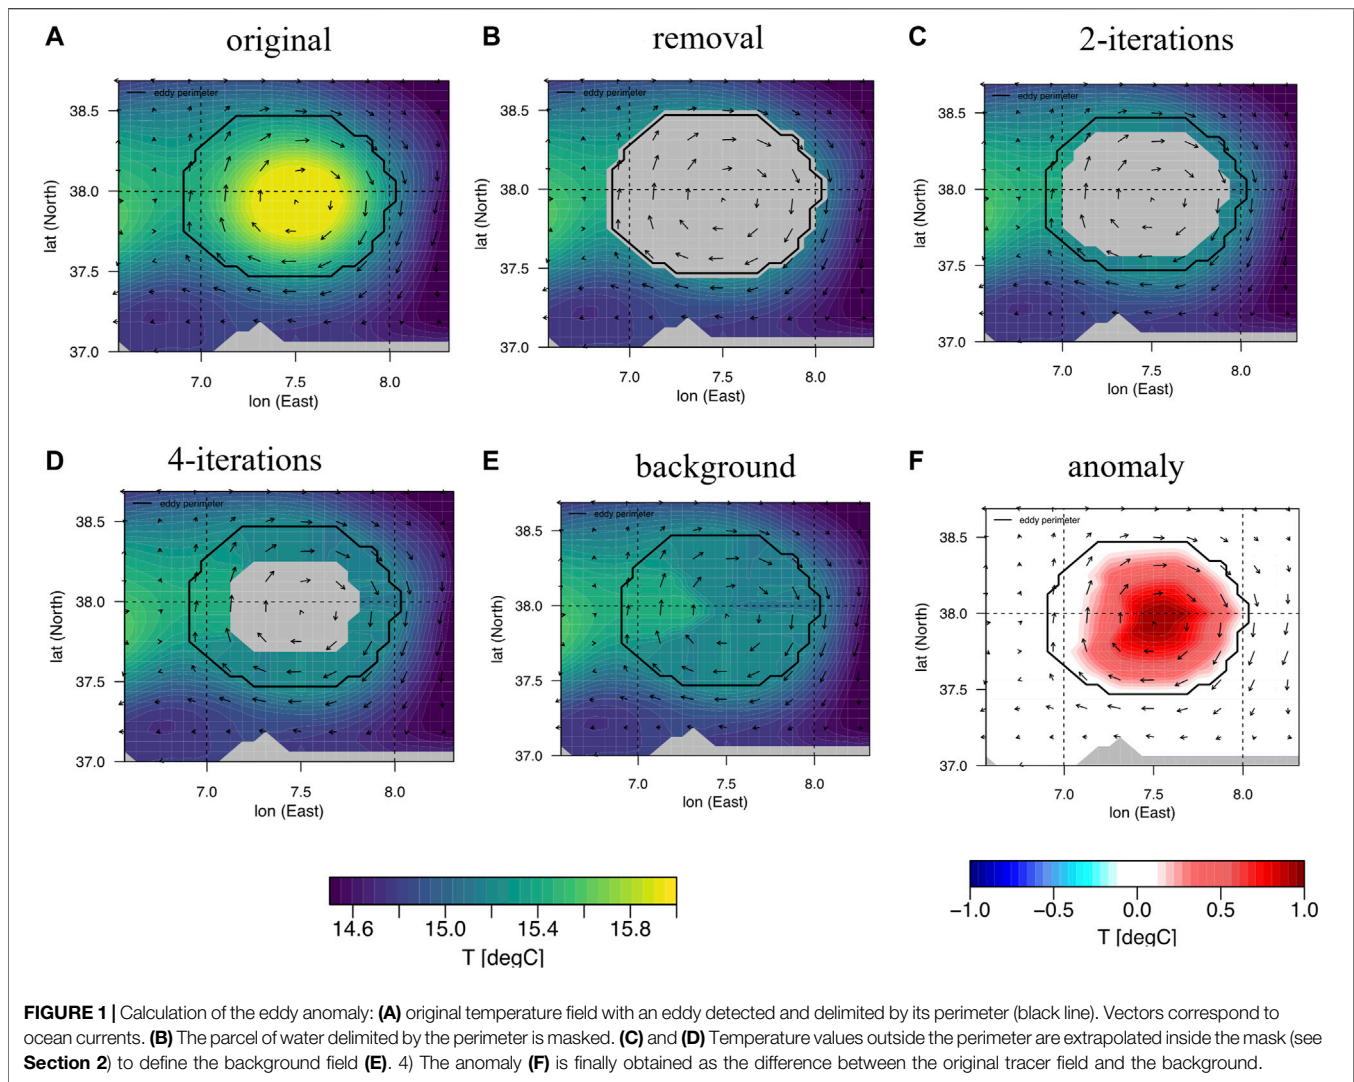 A original
B removal
C 2-iterations
eddy perimeter
eddy perimeter
eddy perimeter
38.5
38.0
37.5
37.0
lat (North)
7.0 7.5 8.0
lon (East)
38.5
38.0
37.5
37.0
lat (North)
7.0 7.5 8.0
lon (East)
38.5
38.0
37.5
37.0
lat (North)
7.0 7.5 8.0
lon (East)
D 4-iterations
E background
F anomaly
eddy perimeter
eddy perimeter
eddy perimeter
38.5
38.0
37.5
37.0
lat (North)
7.0 7.5 8.0
lon (East)
38.5
38.0
37.5
37.0
lat (North)
7.0 7.5 8.0
lon (East)
38.5
38.0
37.5
37.0
lat (North)
7.0 7.5 8.0
lon (East)
14.6 15.0 15.4 15.8
T [degC]
−1.0 −0.5 0.0 0.5 1.0
T [degC]
FIGURE 1 | Calculation of the eddy anomaly: (A) original temperature field with an eddy detected and delimited by its perimeter (black line). Vectors correspond to
ocean currents. (B) The parcel of water delimited by the perimeter is masked. (C) and (D) Temperature values outside the perimeter are extrapolated inside the mask (see
Section 2) to define the background field (E). 4) The anomaly (F) is finally obtained as the difference between the original tracer field and the background.